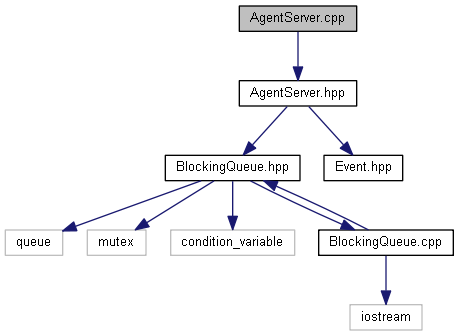 AgentServer.cpp
AgentServer.hpp
BlockingQueue.hpp
Event.hpp
queue
mutex
condition_variable
BlockingQueue.cpp
iostream